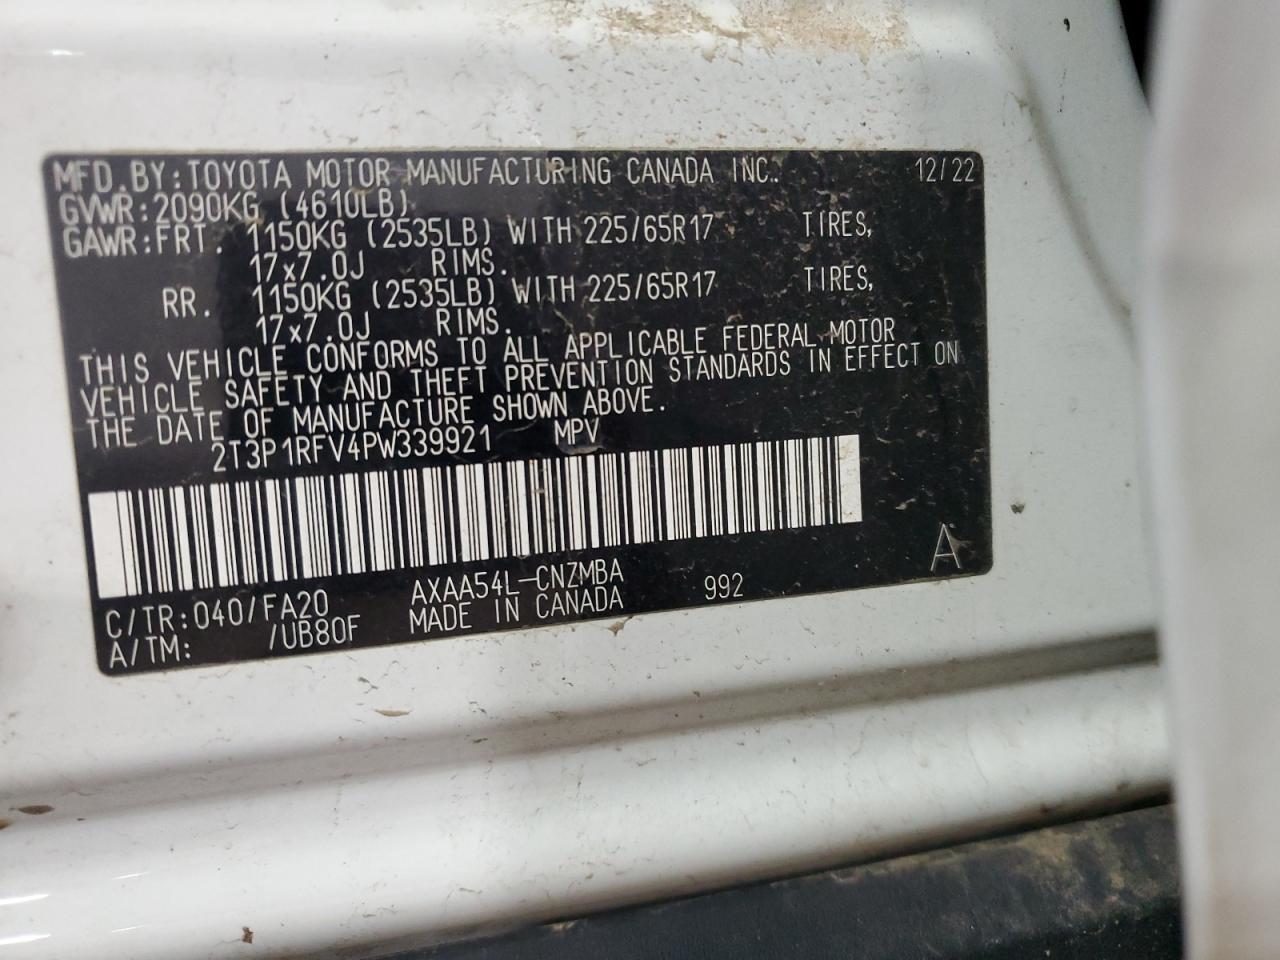 MFD.BY:TOYOTA MOTOR MANUFACTURING CANADA INC. 12/22
GVWR:2090KG (4610LB)
GAWR:FRT. 1150KG (2535LB) WITH 225/65R17 TIRES,
17x7.0J RIMS.
RR. 1150KG (2535LB) WITH 225/65R17 TIRES,
17x7.0J RIMS.
THIS VEHICLE CONFORMS TO ALL APPLICABLE FEDERAL MOTOR
VEHICLE SAFETY AND THEFT PREVENTION STANDARDS IN EFFECT ON
THE DATE OF MANUFACTURE SHOWN ABOVE.
2T3P1RFV4PW339921 MPV
C/TR:040/FA20 AXAA54L-CNZMBA 992 A
A/TM: /UB80F MADE IN CANADA